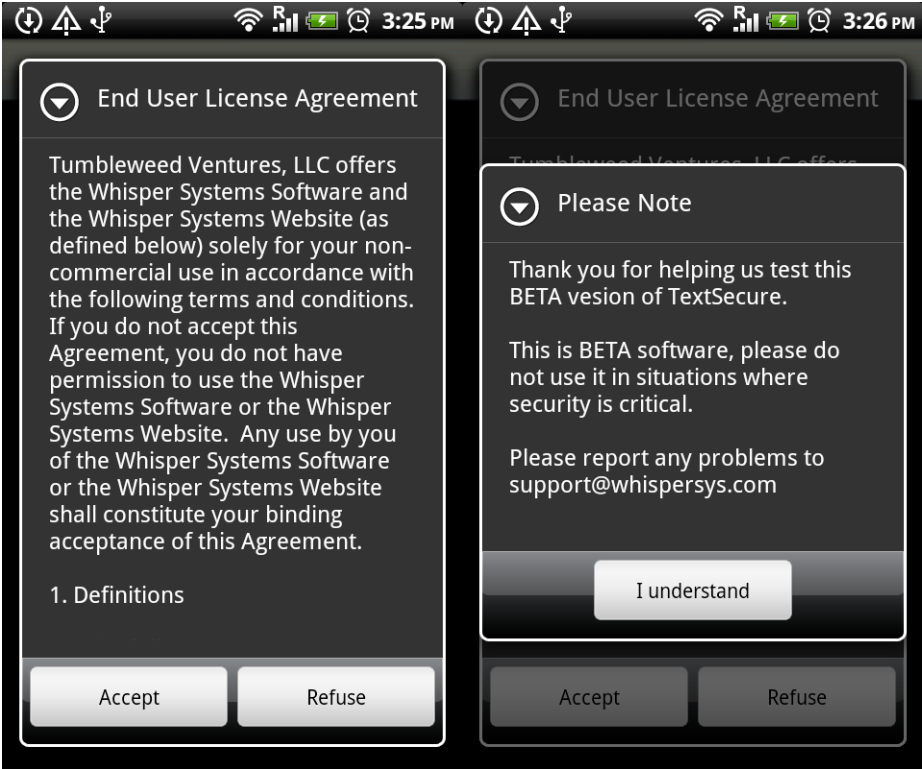 R 3:25 PM
End User License Agreement
Tumbleweed Ventures, LLC offers
the Whisper Systems Software and
the Whisper Systems Website (as
defined below) solely for your non-
commercial use in accordance with
the following terms and conditions.
If you do not accept this
Agreement, you do not have
permission to use the Whisper
Systems Software or the Whisper
Systems Website.  Any use by you
of the Whisper Systems Software
or the Whisper Systems Website
shall constitute your binding
acceptance of this Agreement.
1. Definitions
Accept
Refuse
R 3:26 PM
End User License Agreement
Tumbleweed Ventures, LLC offers
Please Note
Thank you for helping us test this
BETA vesion of TextSecure.
This is BETA software, please do
not use it in situations where
security is critical.
Please report any problems to
support@whispersys.com
I understand
Accept
Refuse